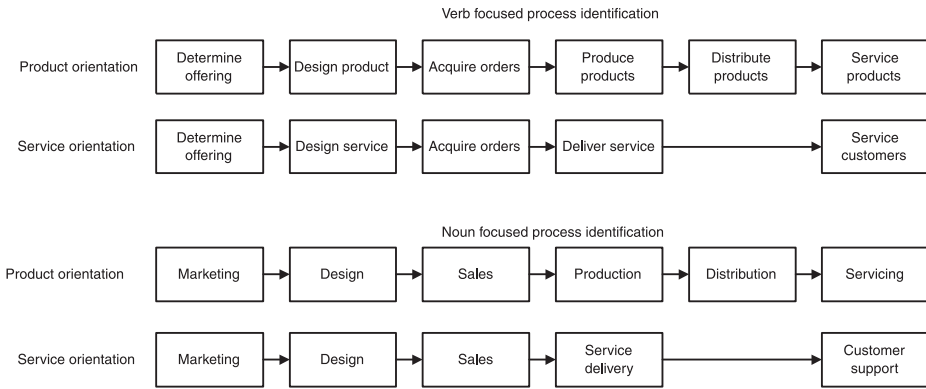 Verb focused process identification
Product orientation
Determine
offering
Design product
Acquire orders
Produce
products
Distribute
products
Service
products
Service orientation
Determine
offering
Design service
Acquire orders
Deliver service
Service
customers
Noun focused process identification
Product orientation
Marketing
Design
Sales
Production
Distribution
Servicing
Service orientation
Marketing
Design
Sales
Service
delivery
Customer
support